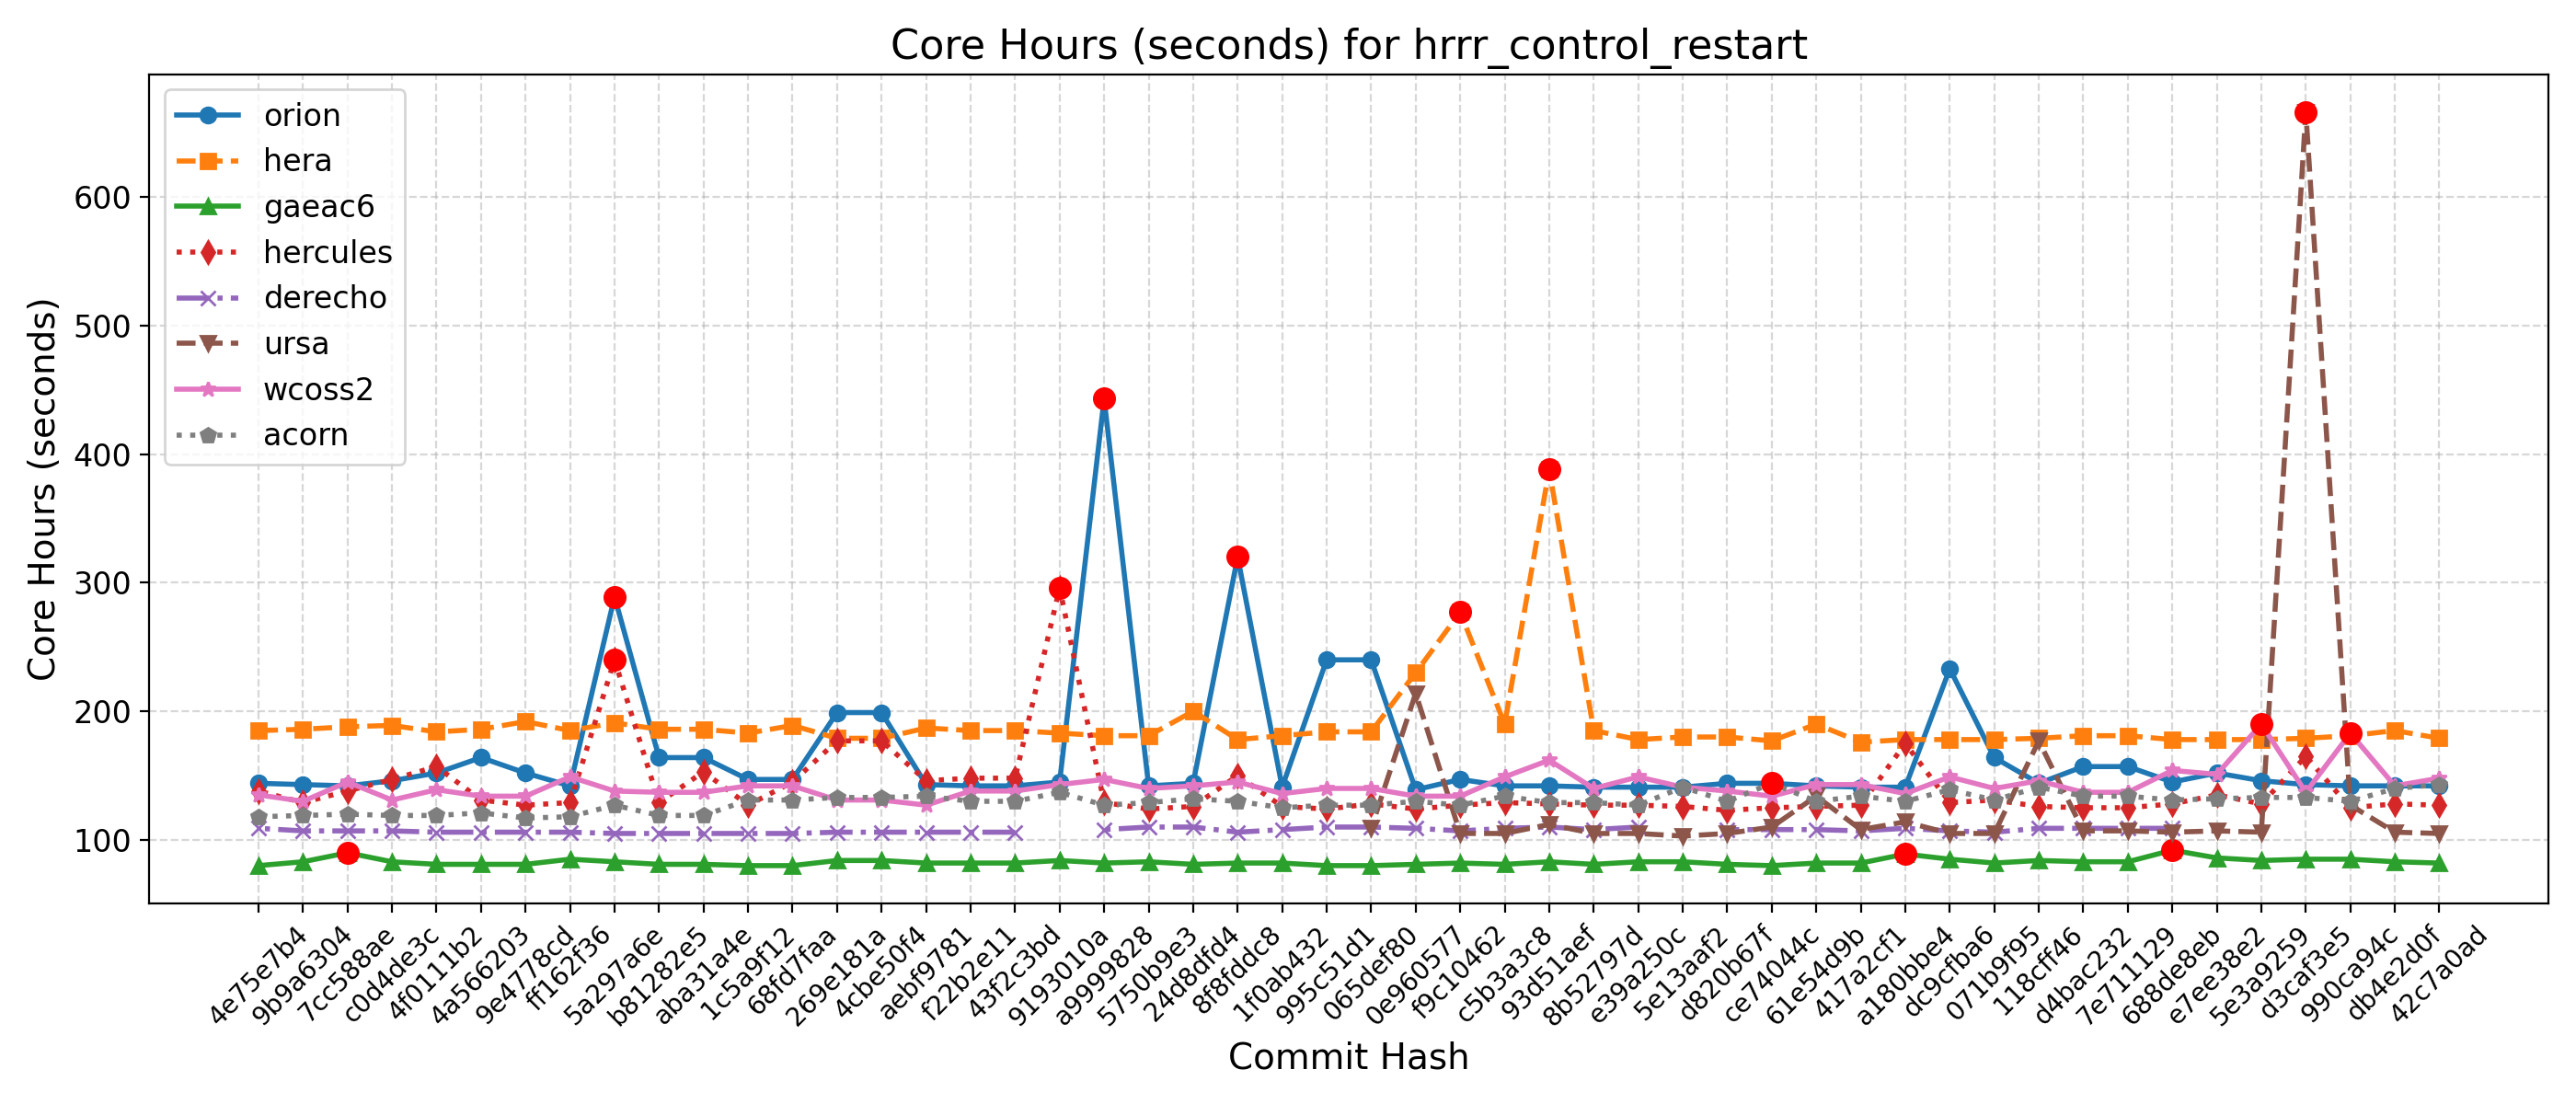 Core Hours (seconds) for hrrr_control_restart
orion
hera
gaeac6
hercules
derecho
ursa
wcoss2
acorn
Core Hours (seconds)
600
500
400
300
200
100
4e75e7b4
9b9a6304
7cc588ae
c0d4de3c
4f0111b2
4a566203
9e4778cd
ff162f36
5a297a6e
b81282e5
aba31a4e
1c5a9f12
68fd7faa
269e181a
4cbe50f4
aebf9781
f22b2e11
43f2c3bd
9193010a
a9999828
5750b9e3
24d8dfd4
8f8fddc8
1f0ab432
995c51d1
065def80
0e960577
f9c10462
c5b3a3c8
93d51aef
8b52797d
e39a250c
5e13aaf2
d820b67f
ce74044c
61e54d9b
417a2cf1
a180bbe4
dc9cfba6
071b9f95
118cff46
d4bac232
7e711129
688de8eb
e7ee38e2
5e3a9259
d3caf3e5
990ca94c
db4e2d0f
42c7a0ad
Commit Hash